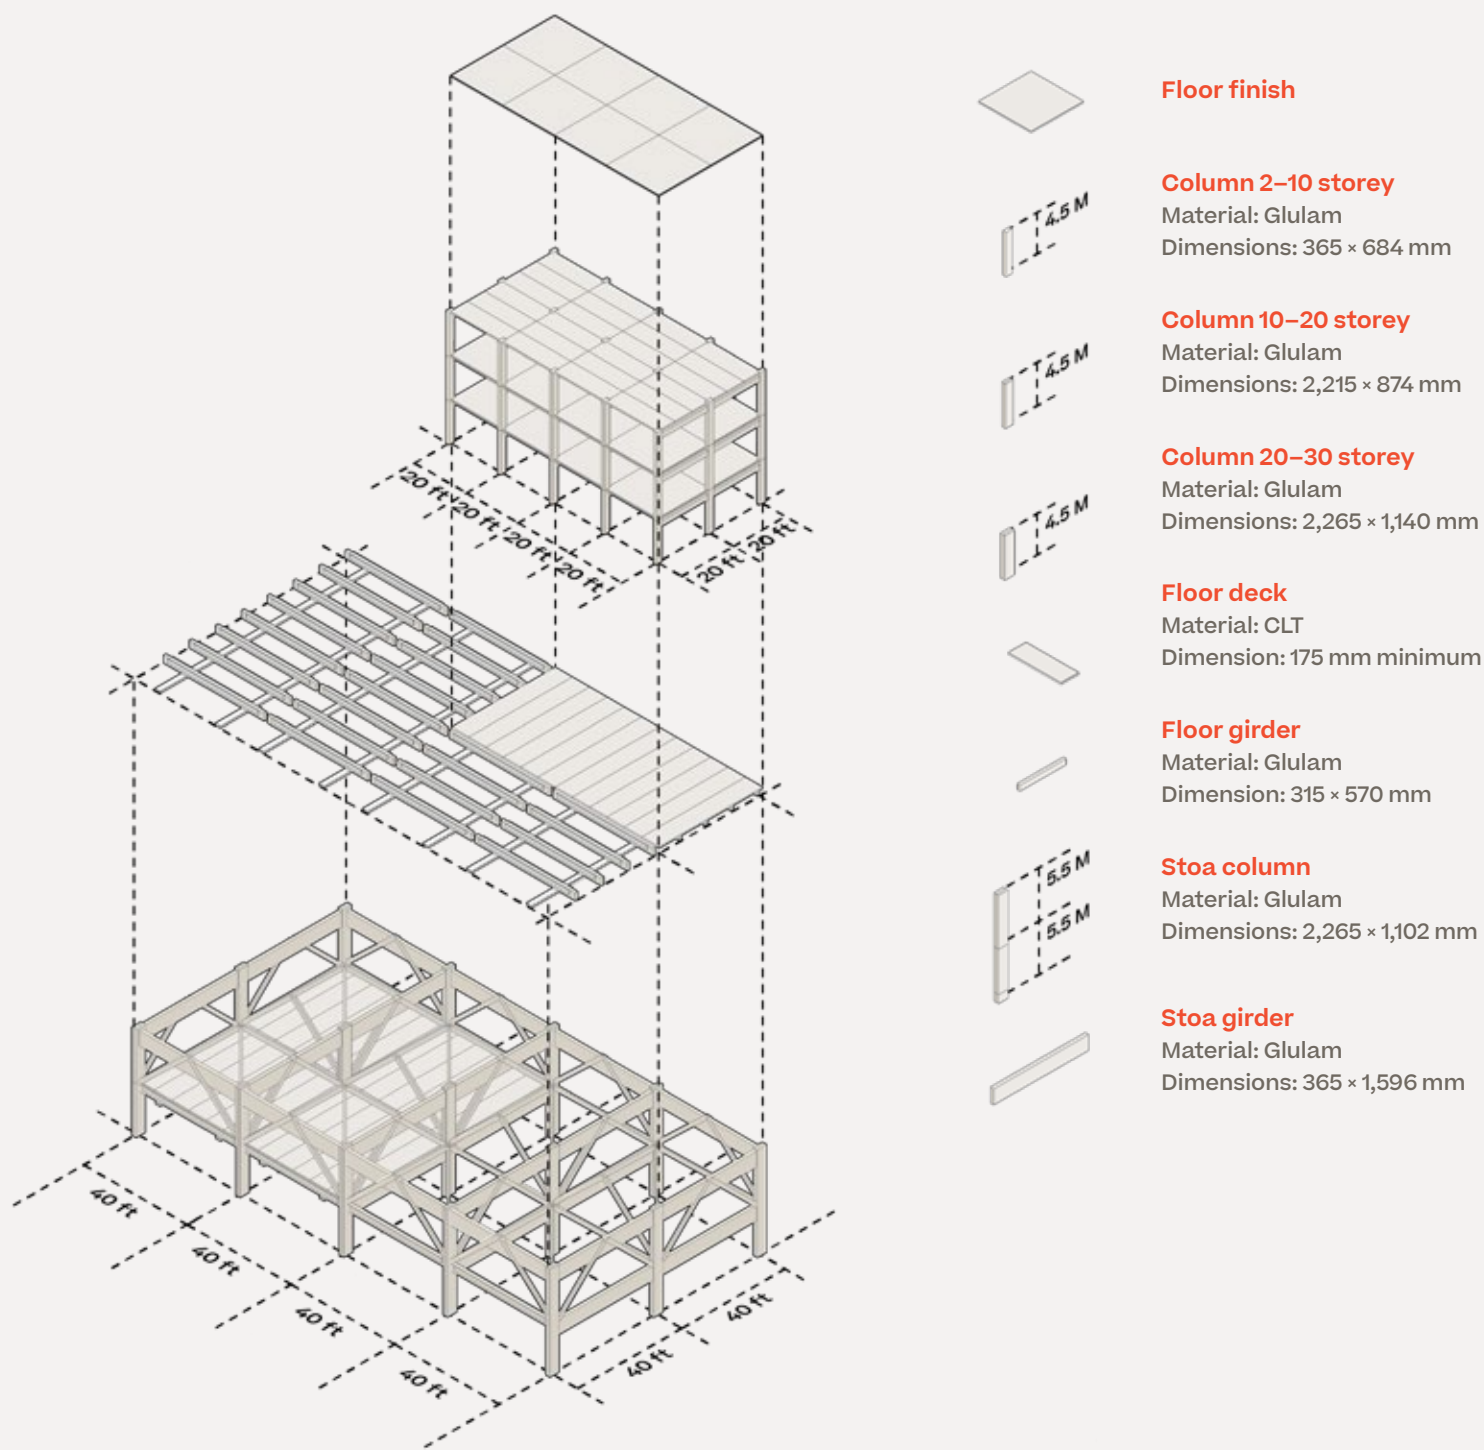 20 ft
20 ft
20 ft
20 ft
20 ft
20 ft
40 ft
40 ft
40 ft
40 ft
40 ft
40 ft
Floor finish
4.5 M
Column 2–10 storey
Material: Glulam
Dimensions: 365 × 684 mm
4.5 M
Column 10–20 storey
Material: Glulam
Dimensions: 2,215 × 874 mm
4.5 M
Column 20–30 storey
Material: Glulam
Dimensions: 2,265 × 1,140 mm
Floor deck
Material: CLT
Dimension: 175 mm minimum
Floor girder
Material: Glulam
Dimension: 315 × 570 mm
5.5 M
5.5 M
Stoa column
Material: Glulam
Dimensions: 2,265 × 1,102 mm
Stoa girder
Material: Glulam
Dimensions: 365 × 1,596 mm